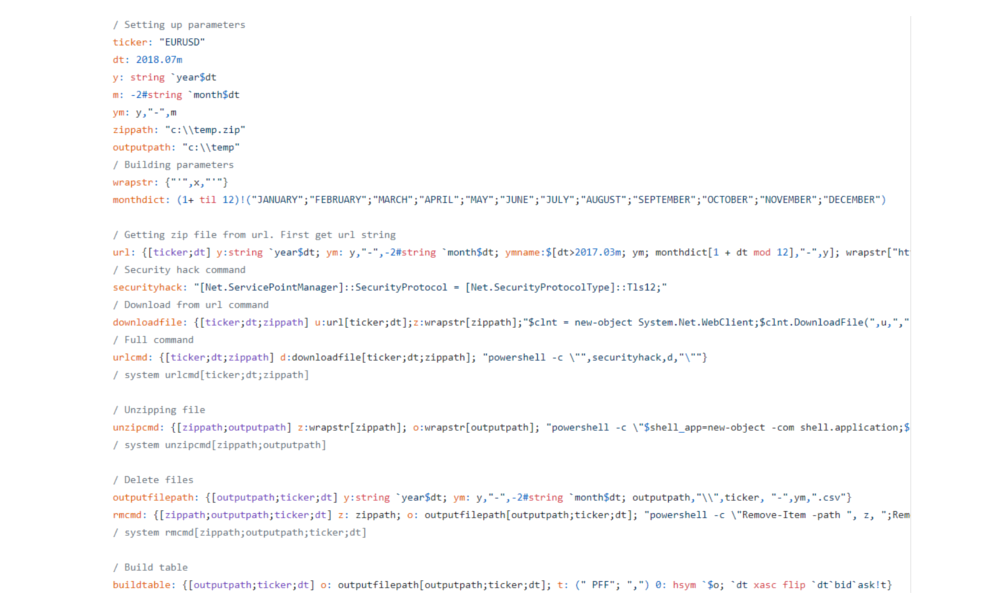 / Setting up parameters
ticker: "EURUSD"
dt: 2018.07m
y: string `year$dt
m: -2#string `month$dt
ym: y,"-",m
zippath: "c:\\temp.zip"
outputpath: "c:\\temp"
/ Building parameters
wrapstr: {"'",x,"'"}
monthdict: (1+ til 12)!("JANUARY";"FEBRUARY";"MARCH";"APRIL";"MAY";"JUNE";"JULY";"AUGUST";"SEPTEMBER";"OCTOBER";"NOVEMBER";"DECEMBER")
/ Getting zip file from url. First get url string
url: {[ticker;dt] y:string `year$dt; ym: y,"-",-2#string `month$dt; ymname:$[dt>2017.03m; ym; monthdict[1 + dt mod 12],"-",y]; wrapstr["ht
/ Security hack command
securityhack: "[Net.ServicePointManager]::SecurityProtocol = [Net.SecurityProtocolType]::Tls12;"
/ Download from url command
downloadfile: {[ticker;dt;zippath] u:url[ticker;dt];z:wrapstr[zippath];"$clnt = new-object System.Net.WebClient;$clnt.DownloadFile(",u,","
/ Full command
urlcmd: {[ticker;dt;zippath] d:downloadfile[ticker;dt;zippath]; "powershell -c \"",securityhack,d,"\""}
/ system urlcmd[ticker;dt;zippath]
/ Unzipping file
unzipcmd: {[zippath;outputpath] z:wrapstr[zippath]; o:wrapstr[outputpath]; "powershell -c \"$shell_app=new-object -com shell.application;$
/ system unzipcmd[zippath;outputpath]
/ Delete files
outputfilepath: {[outputpath;ticker;dt] y:string `year$dt; ym: y,"-",-2#string `month$dt; outputpath,"\\",ticker, "-",ym,".csv"}
rmcmd: {[zippath;outputpath;ticker;dt] z: zippath; o: outputfilepath[outputpath;ticker;dt]; "powershell -c \"Remove-Item -path ", z, ";Rem
/ system rmcmd[zippath;outputpath;ticker;dt]
/ Build table
buildtable: {[outputpath;ticker;dt] o: outputfilepath[outputpath;ticker;dt]; t: (" PFF"; ",") 0: hsym `$o; `dt xasc flip `dt`bid`ask!t}